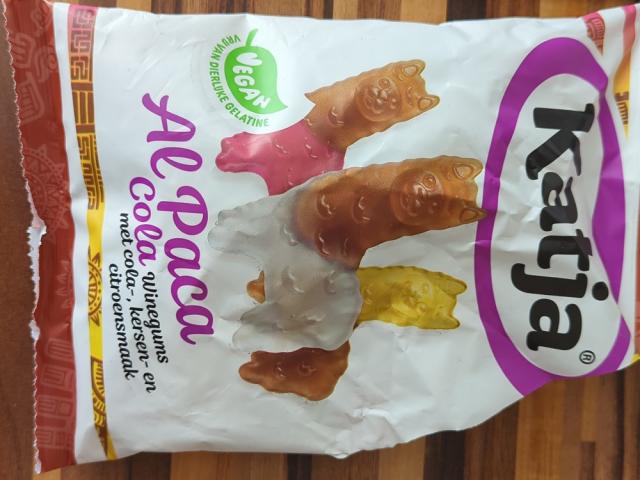 Katja®
VEGAN
VRIJ VAN DIERLIJKE GELATINE
Al Paca
Cola winegums
met cola-, kersen- en
citroensmaak